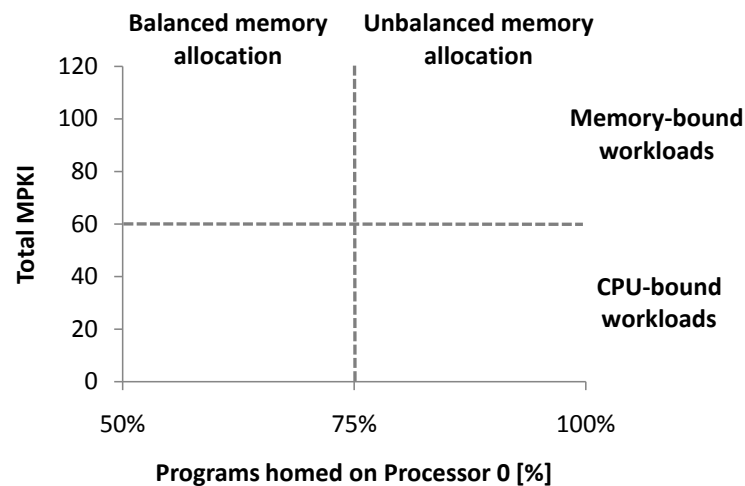 Balanced memory
allocation
Unbalanced memory
allocation
120
100
80
60
40
20
0
Total MPKI
Memory-bound
workloads
CPU-bound
workloads
50%
75%
100%
Programs homed on Processor 0 [%]